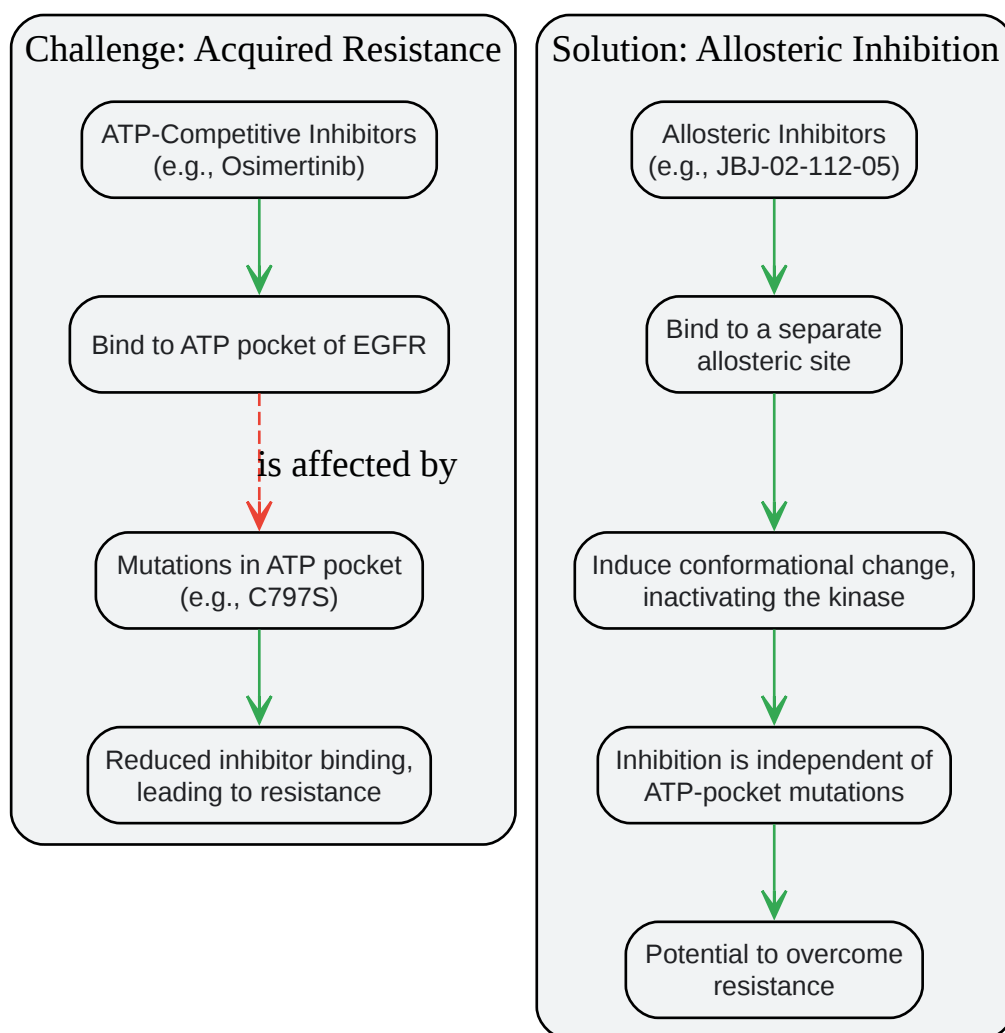 Challenge: Acquired Resistance
ATP-Competitive Inhibitors
(e.g., Osimertinib)
Bind to ATP pocket of EGFR
is affected by
Mutations in ATP pocket
(e.g., C797S)
Reduced inhibitor binding,
leading to resistance
Solution: Allosteric Inhibition
Allosteric Inhibitors
(e.g., JBJ-02-112-05)
Bind to a separate
allosteric site
Induce conformational change,
inactivating the kinase
Inhibition is independent of
ATP-pocket mutations
Potential to overcome
resistance